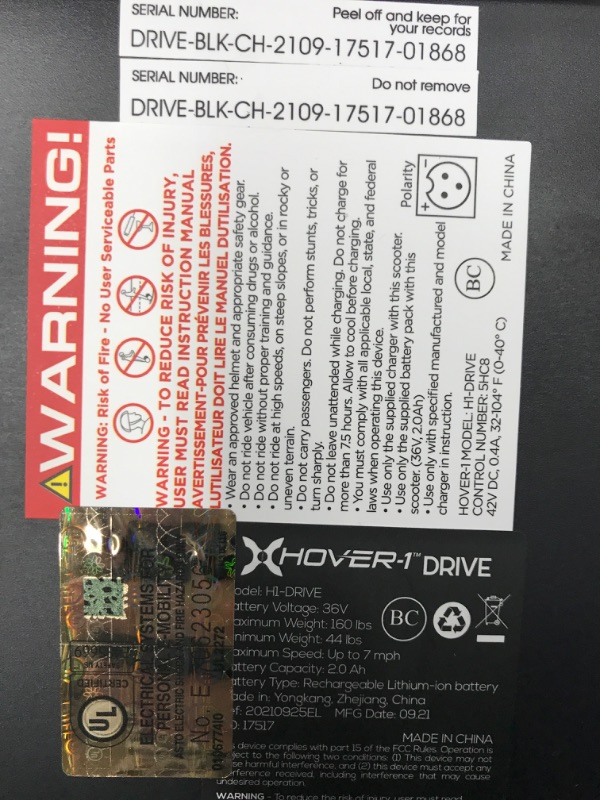 SERIAL NUMBER:
Peel off and keep for
your records
DRIVE-BLK-CH-2109-17517-01868
SERIAL NUMBER:
Do not remove
DRIVE-BLK-CH-2109-17517-01868
WARNING!
WARNING: Risk of Fire - No User Serviceable Parts
WARNING - TO REDUCE RISK OF INJURY,
USER MUST READ INSTRUCTION MANUAL
AVERTISSEMENT-POUR PRÉVENIR LES BLESSURES,
LUTILISATEUR DOIT LIRE LE MANUEL DUTILISATION.
• Wear an approved helmet and appropriate safety gear.
• Do not ride vehicle after consuming drugs or alcohol.
• Do not ride without proper training and guidance.
• Do not ride at high speeds, on steep slopes, or in rocky or
uneven terrain.
• Do not carry passengers. Do not perform stunts, tricks, or
turn sharply.
• Do not leave unattended while charging. Do not charge for
more than 7.5 hours. Allow to cool before charging.
• You must comply with all applicable local, state, and federal
laws when operating this device.
• Use only the supplied charger with this scooter.
• Use only the supplied battery pack with this
scooter, (36V, 2.0Ah)
• Use only with specified manufactured and model
charger in instruction.
Polarity
HOVER-1 MODEL: H1-DRIVE
CONTROL NUMBER: 5HC8
42V DC, 0.4A, 32-104° F (0-40° C)
BC
MADE IN CHINA
HOVER-1™ DRIVE
Model: H1-DRIVE
Battery Voltage: 36V
Maximum Weight: 160 lbs
Minimum Weight: 44 lbs
Maximum Speed: Up to 7 mph
Battery Capacity: 2.0 Ah
Battery Type: Rechargeable Lithium-ion battery
Made in: Yongkang, Zhejiang, China
Ref: 20210925EL MFG Date: 09.21
ID: 17517
BC
MADE IN CHINA
This device complies with part 15 of the FCC Rules. Operation is
subject to the following two conditions: (1) This device may not
cause harmful interference, and (2) this device must accept any
interference received, including interference that may cause
undesired operation.
WARNING - To reduce the risk of injury, user must read
UL
CERTIFIED
ELECTRICAL SYSTEMS FOR